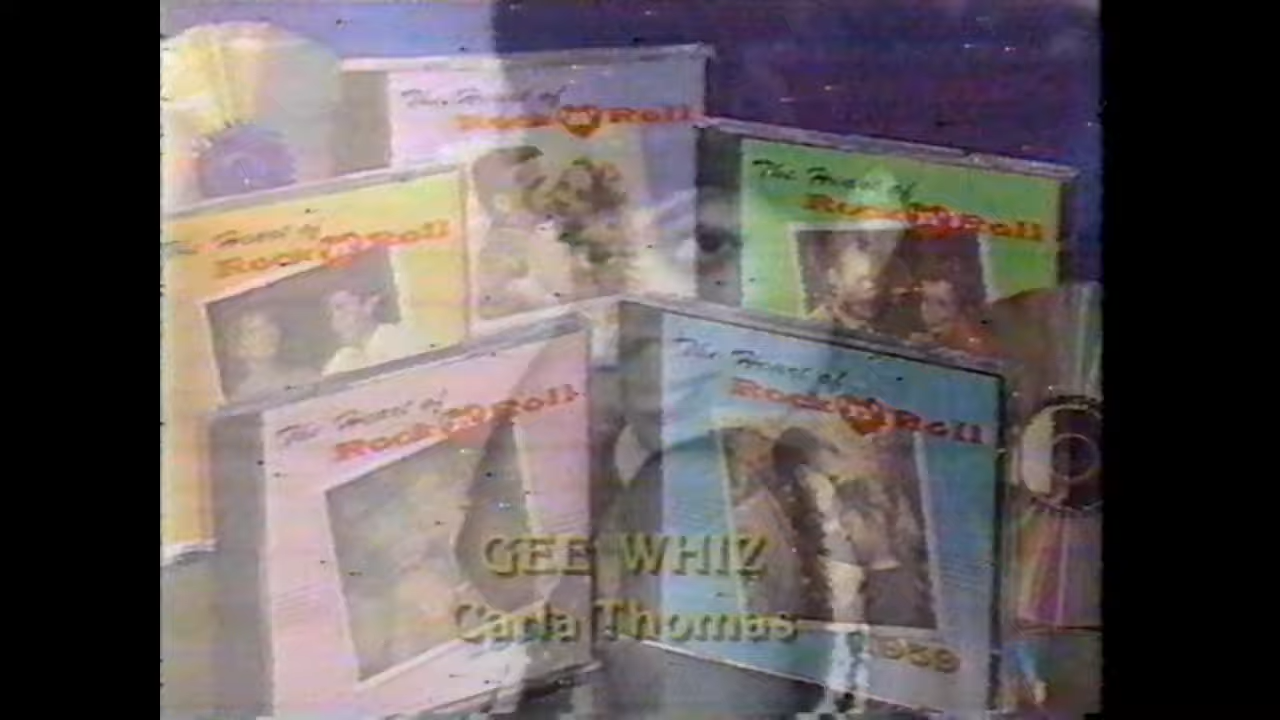 The Heart of
Rock 'n' Roll
The Heart of
Rock 'n' Roll
The Heart of
Rock 'n' Roll
The Heart of
Rock 'n' Roll
The Heart of
Rock 'n' Roll
GEE WHIZ
Carla Thomas
1959